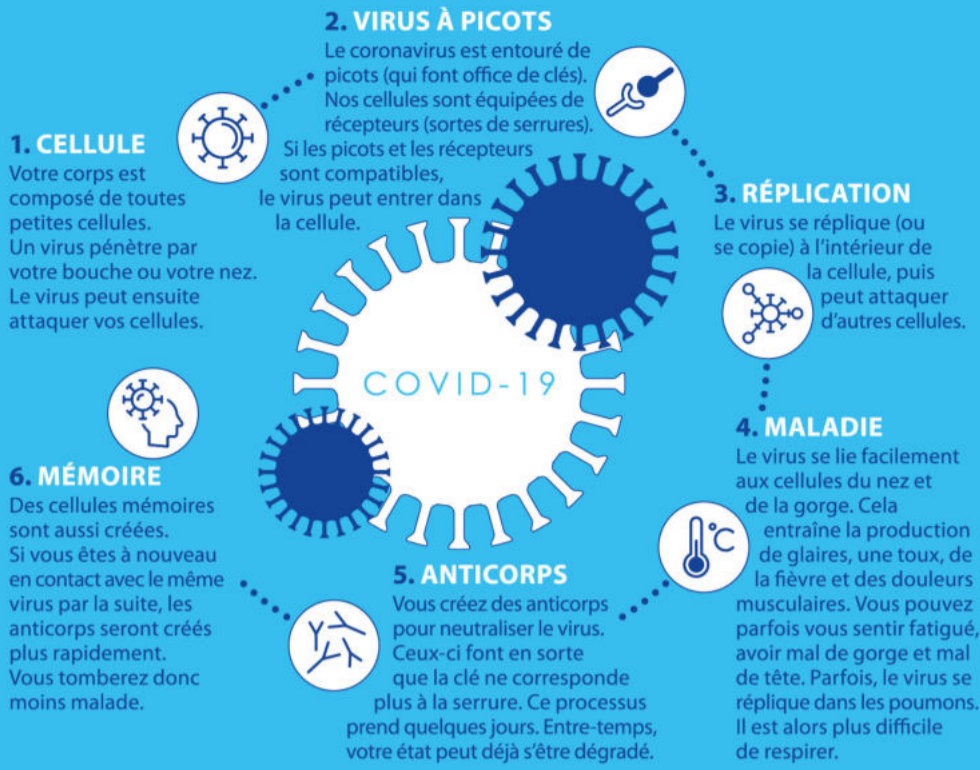 1. CELLULE
Votre corps est
composé de toutes
petites cellules.
Un virus pénètre par
votre bouche ou votre nez.
Le virus peut ensuite
attaquer vos cellules.
2. VIRUS À PICOTS
Le coronavirus est entouré de
picots (qui font office de clés).
Nos cellules sont équipées de
récepteurs (sortes de serrures).
Si les picots et les récepteurs
sont compatibles,
le virus peut entrer dans
la cellule.
3. RÉPLICATION
Le virus se réplique (ou
se copie) à l'intérieur de
la cellule, puis
peut attaquer
d'autres cellules.
COVID-19
4. MALADIE
Le virus se lie facilement
aux cellules du nez et
de la gorge. Cela
entraîne la production
de glaires, une toux, de
la fièvre et des douleurs
musculaires. Vous pouvez
parfois vous sentir fatigué,
avoir mal de gorge et mal
de tête. Parfois, le virus se
réplique dans les poumons.
Il est alors plus difficile
de respirer.
°C
5. ANTICORPS
Vous créez des anticorps
pour neutraliser le virus.
Ceux-ci font en sorte
que la clé ne corresponde
plus à la serrure. Ce processus
prend quelques jours. Entre-temps,
votre état peut déjà s'être dégradé.
6. MÉMOIRE
Des cellules mémoires
sont aussi créées.
Si vous êtes à nouveau
en contact avec le même
virus par la suite, les
anticorps seront créés
plus rapidement.
Vous tomberez donc
moins malade.